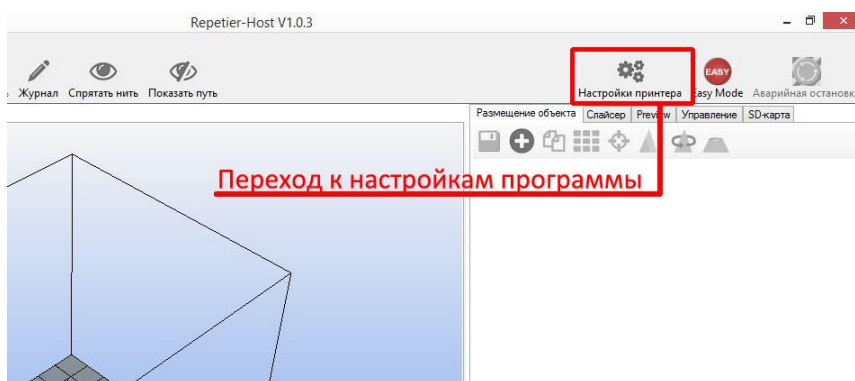 Repetier-Host V1.0.3
Журнал Спрятать нить Показать путь
Настройки принтера Easy Mode Аварийная остановк
EASY
Размещение объекта Слайсер Preview Управление SD-карта
Переход к настройкам программы